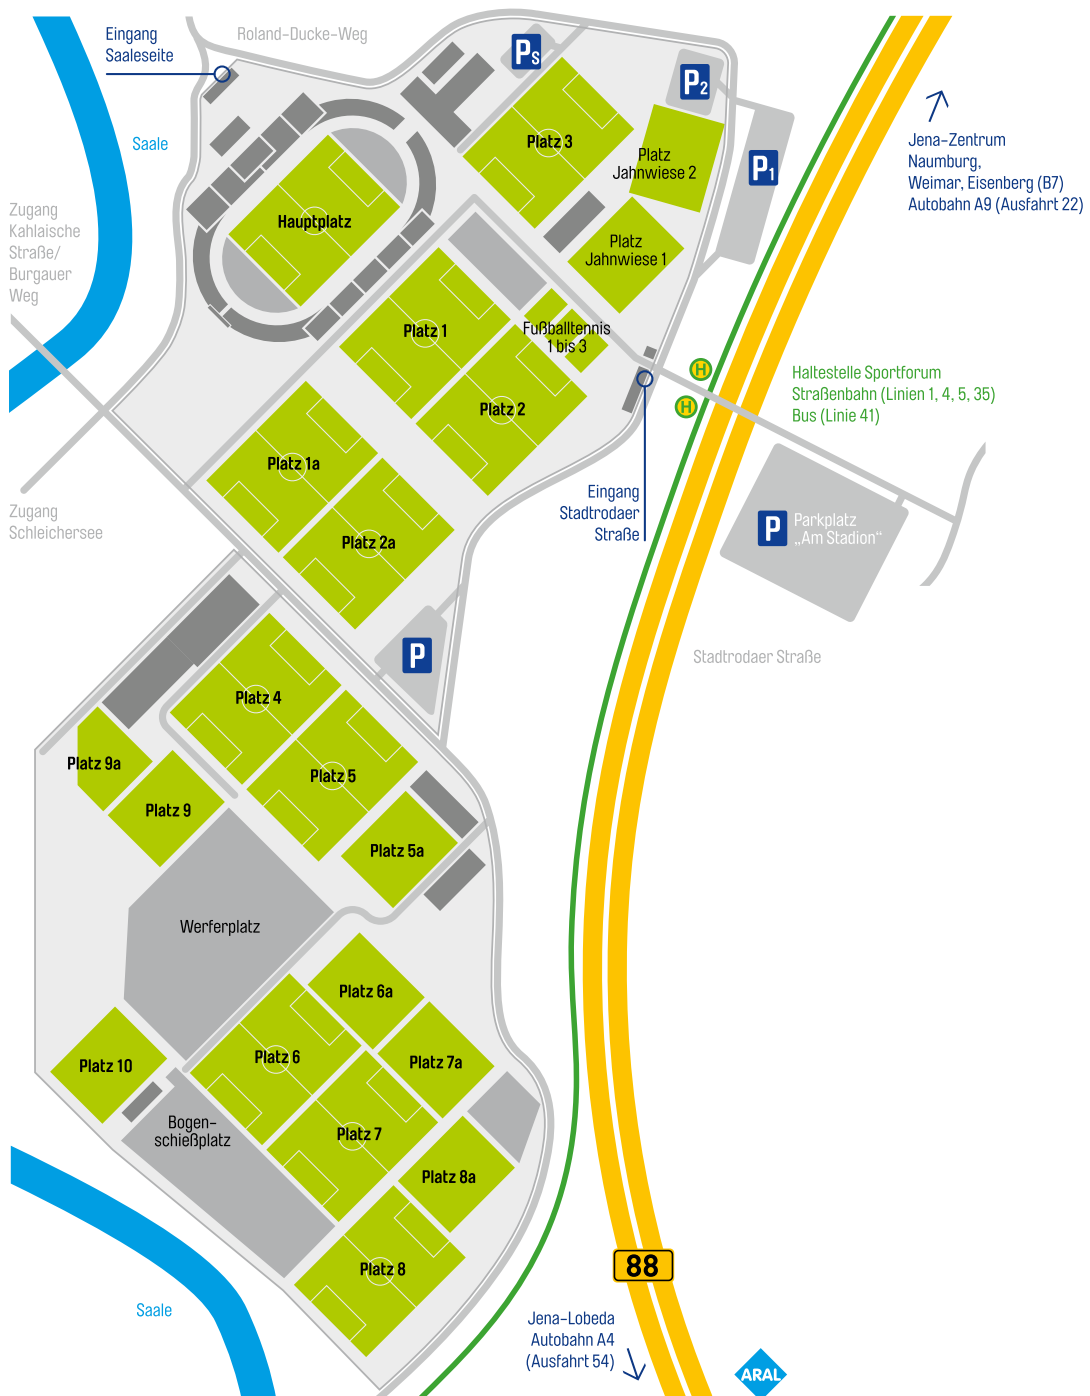 Eingang
Saaleseite
Roland-Ducke-Weg
PS
P2
P1
Saale
Jena-Zentrum
Naumburg,
Weimar, Eisenberg (B7)
Autobahn A9 (Ausfahrt 22)
Platz 3
Platz
Jahnwiese 2
Zugang
Kahlaische
Straße/
Burgauer
Weg
Hauptplatz
Platz
Jahnwiese 1
Platz 1
Fußballtennis
1 bis 3
H
H
Haltestelle Sportforum
Straßenbahn (Linien 1, 4, 5, 35)
Bus (Linie 41)
Platz 2
Platz 1a
Eingang
Stadtrodaer
Straße
Zugang
Schleichersee
P
Parkplatz
„Am Stadion“
Platz 2a
P
Stadtrodaer Straße
Platz 4
Platz 9a
Platz 5
Platz 9
Platz 5a
Werferplatz
Platz 6a
Platz 6
Platz 7a
Platz 10
Bogen-
schießplatz
Platz 7
Platz 8a
Platz 8
88
Saale
Jena-Lobeda
Autobahn A4
(Ausfahrt 54)
ARAL